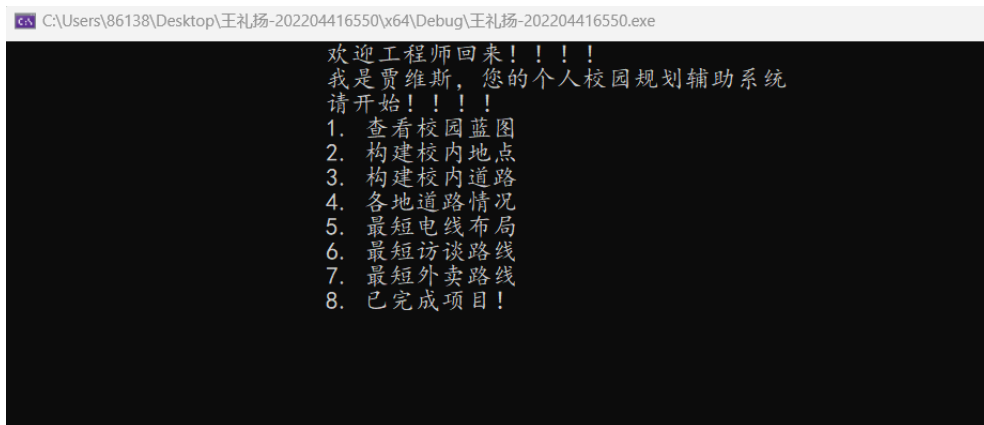 C:\Users\86138\Desktop\王礼扬-202204416550\x64\Debug\王礼扬-202204416550.exe
欢迎工程师回来！！！！
我是贾维斯，您的个人校园规划辅助系统
请开始！！！！
1. 查看校园蓝图
2. 构建校内地点
3. 构建校内道路
4. 各地道路情况
5. 最短电线布局
6. 最短访谈路线
7. 最短外卖路线
8. 已完成项目！